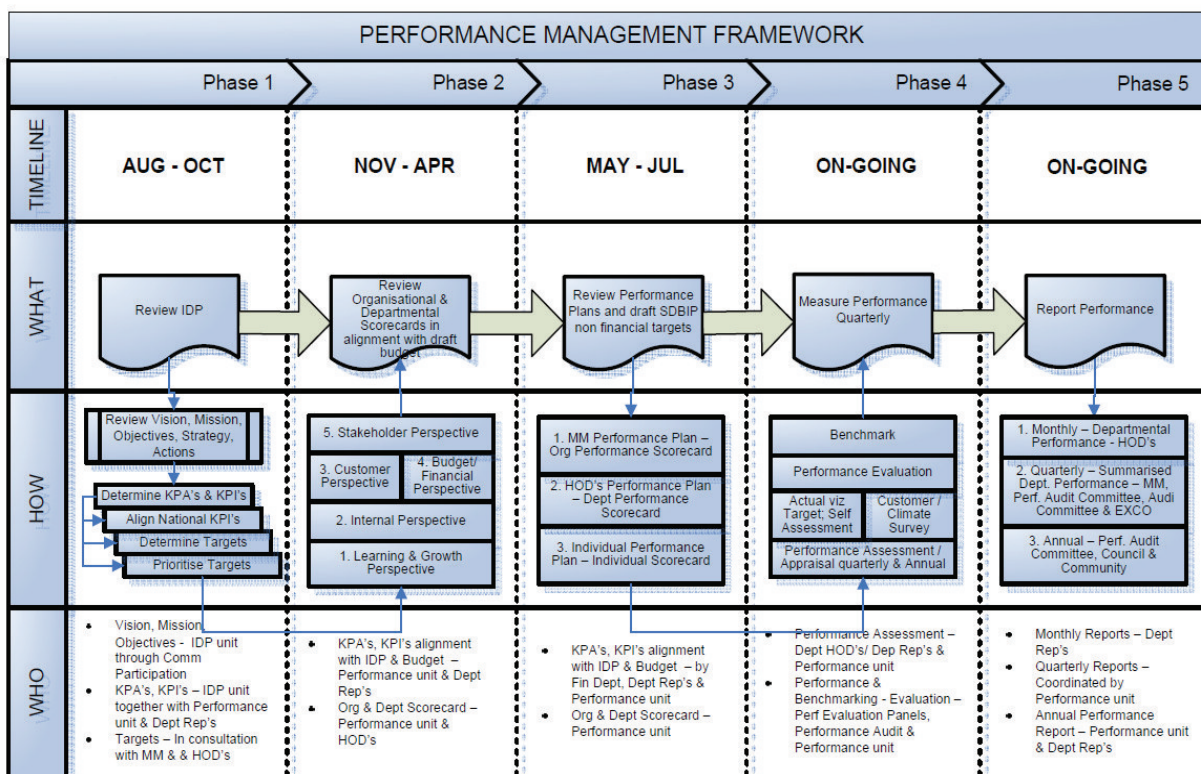 PERFORMANCE MANAGEMENT FRAMEWORK
Phase 1
Phase 2
Phase 3
Phase 4
Phase 5
TIMELINE
AUG - OCT
NOV - APR
MAY - JUL
ON-GOING
ON-GOING
WHAT
Review IDP
Review
Organisational &
Departmental
Scorecards in
alignment with draft
budget
Review Performance
Plans and draft SDBIP
non financial targets
Measure Performance
Quarterly
Report Performance
HOW
Review Vision, Mission,
Objectives, Strategy,
Actions
Determine KPA's & KPI's
Align National KPI's
Determine Targets
Prioritise Targets
5. Stakeholder Perspective
3. Customer
Perspective
4. Budget/
Financial
Perspective
2. Internal Perspective
1. Learning & Growth
Perspective
1. MM Performance Plan –
Org Performance Scorecard
2. HOD's Performance Plan
– Dept Performance
Scorecard
3. Individual Performance
Plan – Individual Scorecard
Benchmark
Performance Evaluation
Actual viz
Target; Self
Assessment
Customer /
Climate
Survey
Performance Assessment /
Appraisal quarterly & Annual
1. Monthly – Departmental
Performance - HOD's
2. Quarterly – Summarised
Dept. Performance – MM,
Perf. Audit Committee, Audi
Committee & EXCO
3. Annual – Perf. Audit
Committee, Council &
Community
WHO
• Vision, Mission,
Objectives - IDP unit
through Comm
Participation
• KPA's, KPI's – IDP unit
together with Performance
unit & Dept Rep's
• Targets – In consultation
with MM & & HOD's
• KPA's, KPI's alignment
with IDP & Budget –
Performance unit & Dept
Rep's
• Org & Dept Scorecard –
Performance unit &
HOD's
• KPA's, KPI's alignment
with IDP & Budget – by
Fin Dept, Dept Rep's &
Performance unit
• Org & Dept Scorecard –
Performance unit
• Performance Assessment –
Dept HOD's/ Dep Rep's &
Performance unit
• Performance &
Benchmarking - Evaluation –
Perf Evaluation Panels,
Performance Audit &
Performance unit
• Monthly Reports – Dept
Rep's
• Quarterly Reports –
Coordinated by
Performance unit
• Annual Performance
Report – Performance unit
& Dept Rep's